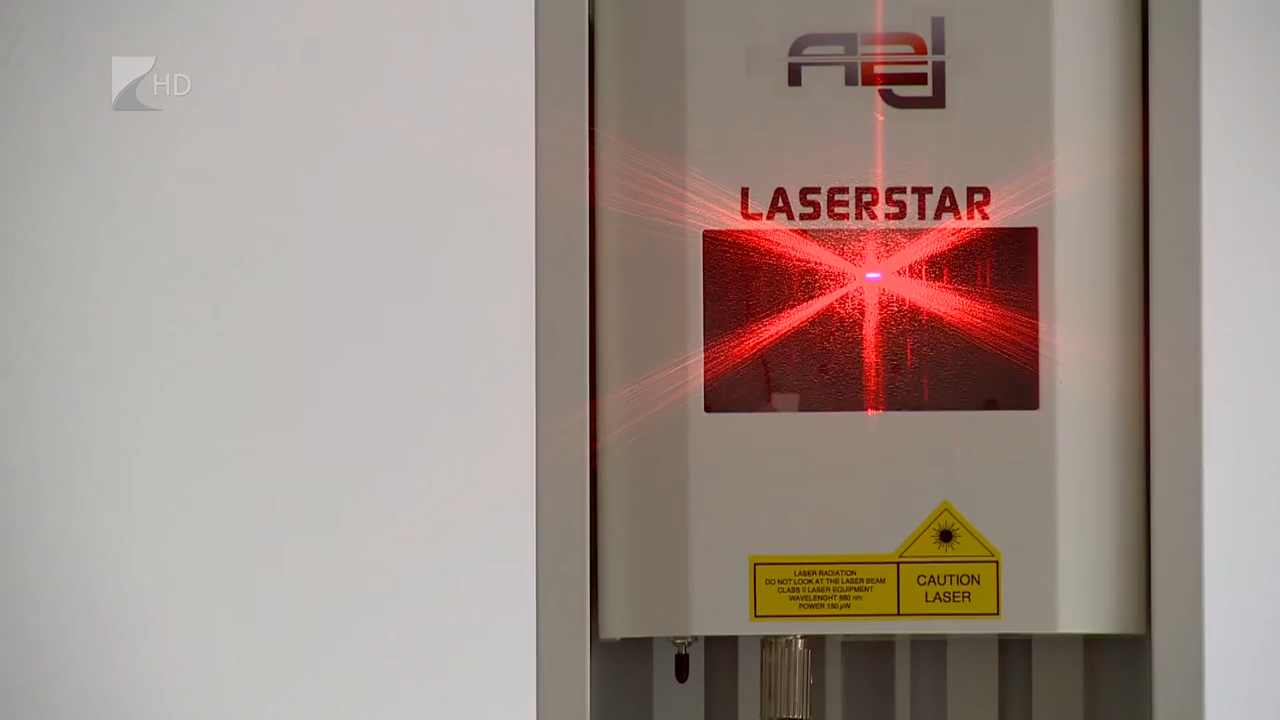 HD
LASERSTAR
LASER RADIATION
DO NOT LOOK AT THE LASER BEAM
CLASS II LASER EQUIPMENT
WAVELENGHT 650 nm
POWER 150 µW
CAUTION
LASER